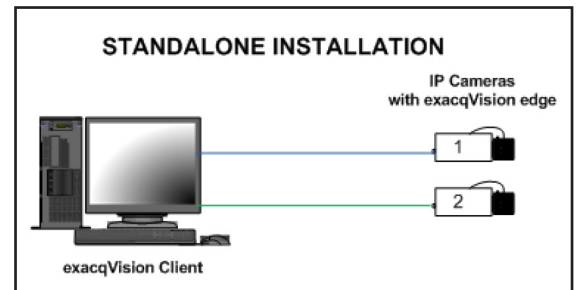 STANDALONE INSTALLATION
IP Cameras
with exacqVision edge
1
2
exacqVision Client